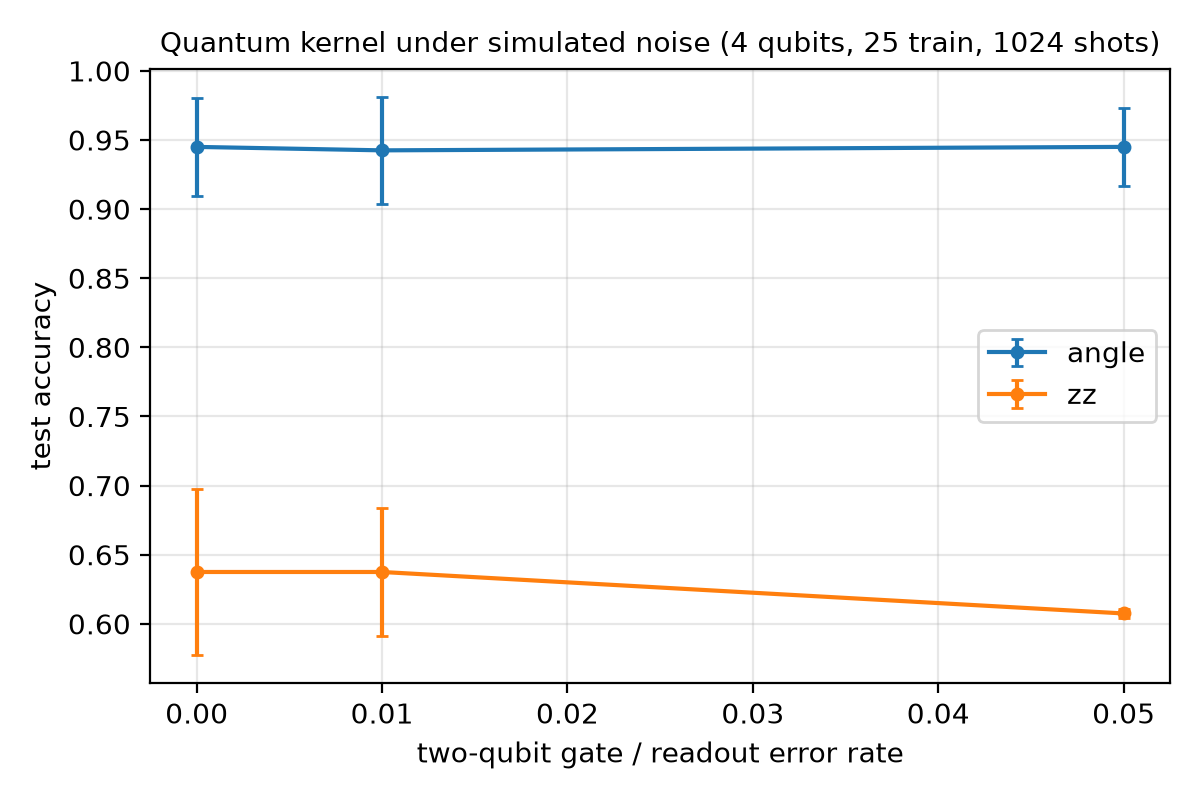 Quantum kernel under simulated noise (4 qubits, 25 train, 1024 shots)
1.00
0.95
0.90
0.85
0.80
0.75
0.70
0.65
0.60
test accuracy
angle
zz
0.00 0.01 0.02 0.03 0.04 0.05
two-qubit gate / readout error rate